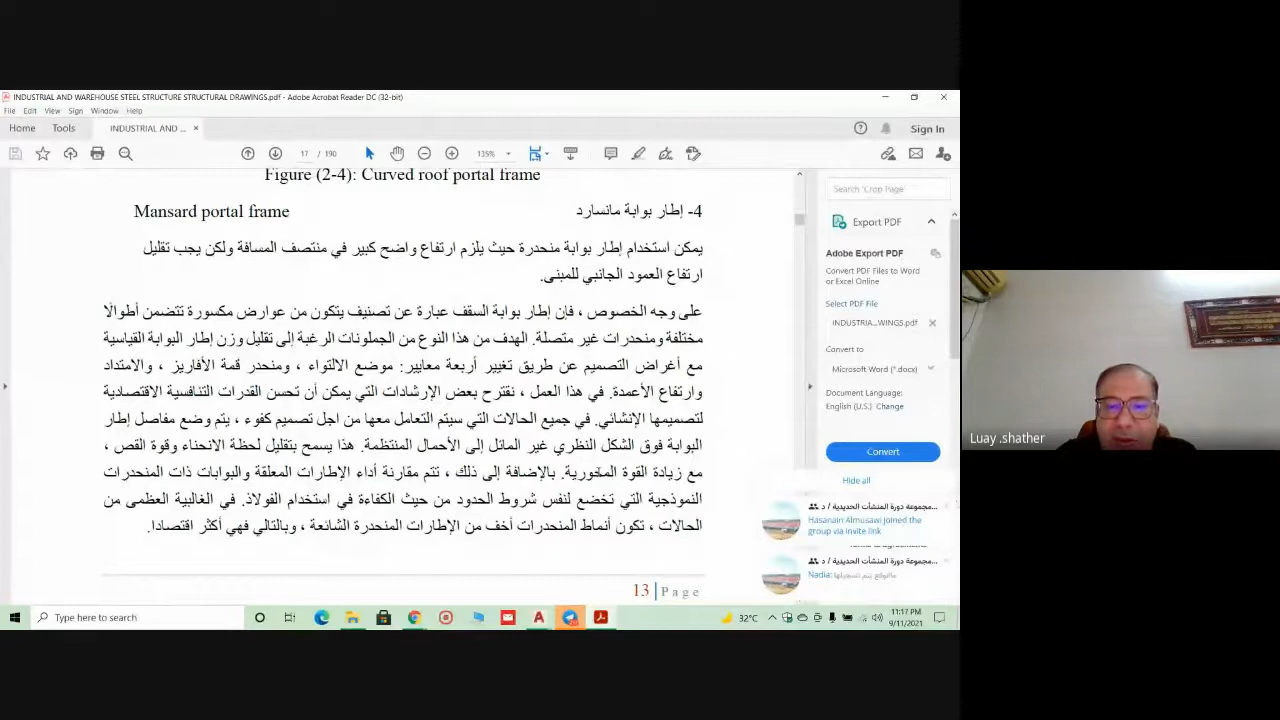 INDUSTRIAL AND WAREHOUSE STEEL STRUCTURE STRUCTURAL DRAWINGS.pdf - Adobe Acrobat Reader DC (32-bit)
File Edit View Sign Window Help
Home Tools INDUSTRIAL AND ... × Sign In
17 / 190 135%
Figure (2-4): Curved roof portal frame
4- إطار بوابة مانسارد Mansard portal frame
يمكن استخدام إطار بوابة منحدرة حيث يلزم ارتفاع واضح كبير في منتصف المسافة ولكن يجب تقليل
ارتفاع العمود الجانبي للمبنى.
على وجه الخصوص ، فإن إطار بوابة السقف عبارة عن تصنيف يتكون من عوارض مكسورة تتضمن أطوالًا
مختلفة ومنحدرات غير متصلة. الهدف من هذا النوع من الجملونات الرغبة إلى تقليل وزن إطار البوابة القياسية
مع أغراض التصميم عن طريق تغيير أربعة معايير: موضع الالتواء ، ومنحدر قمة الأفاريز ، والامتداد
وارتفاع الأعمدة. في هذا العمل ، نقترح بعض الإرشادات التي يمكن أن تحسن القدرات التنافسية الاقتصادية
لتصميمها الإنشائي. في جميع الحالات التي سيتم التعامل معها من اجل تصميم كفوء ، يتم وضع مفاصل إطار
البوابة فوق الشكل النظري غير المائل إلى الأحمال المنتظمة. هذا يسمح بتقليل لحظة الانحناء وقوة القص ،
مع زيادة القوة المحورية. بالإضافة إلى ذلك ، تتم مقارنة أداء الإطارات المعلقة والبوابات ذات المنحدرات
النموذجية التي تخضع لنفس شروط الحدود من حيث الكفاءة في استخدام الفولاذ. في الغالبية العظمى من
الحالات ، تكون أنماط المنحدرات أخف من الإطارات المنحدرة الشائعة ، وبالتالي فهي أكثر اقتصادا.
13 | Page
Search 'Crop Page'
Export PDF
Adobe Export PDF
Convert PDF Files to Word
or Excel Online
Select PDF File
INDUSTRIA...WINGS.pdf
Convert to
Microsoft Word (*.docx)
Document Language:
English (U.S.) Change
Convert
Hide all
مجموعة دورة المنشأت الحديدية / د...
Hasanain Almusawi joined the
group via invite link
مجموعة دورة المنشأت الحديدية / د...
Nadia: ماتوقع يتم تسجيلها
Type here to search
32°C
11:17 PM
9/11/2021
Luay .shather